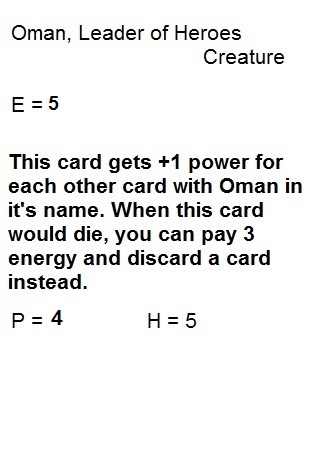 Oman, Leader of Heroes
Creature
E = 5
This card gets +1 power for
each other card with Oman in
it's name. When this card
would die, you can pay 3
energy and discard a card
instead.
P = 4 H = 5